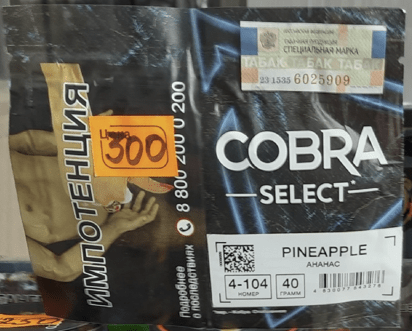 ИМПОТЕНЦИЯ
Цена
300
Подробнее
о последствиях
8 800 200 0 200
РОССИЙСКАЯ ФЕДЕРАЦИЯ
ТАБАЧНАЯ ПРОДУКЦИЯ
СПЕЦИАЛЬНАЯ МАРКА
ТАБАК ТАБАК ТАБАК
23 1535 6025909
COBRA
SELECT
PINEAPPLE
АНАНАС
4-104
НОМЕР
40
ГРАММ